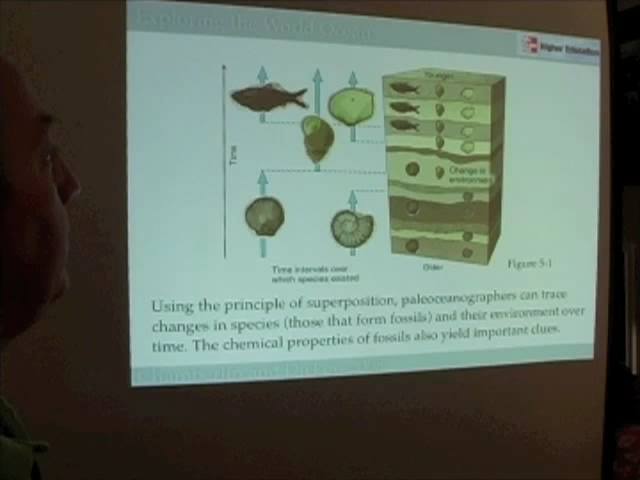 Exploring the World Ocean
Higher Education
Younger
Time
Change in
environment
Time intervals over
which species existed
Older
Figure 5-1
Using the principle of superposition, paleoceanographers can trace
changes in species (those that form fossils) and their environment over
time. The chemical properties of fossils also yield important clues.